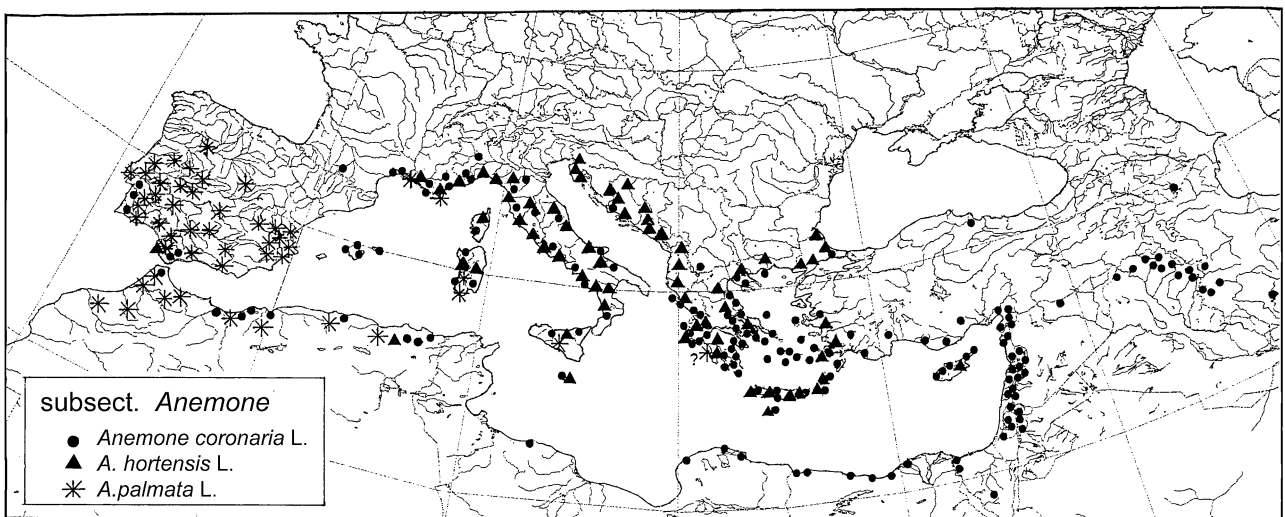 ?
subsect. Anemone
Anemone coronaria L.
A. hortensis L.
A.palmata L.